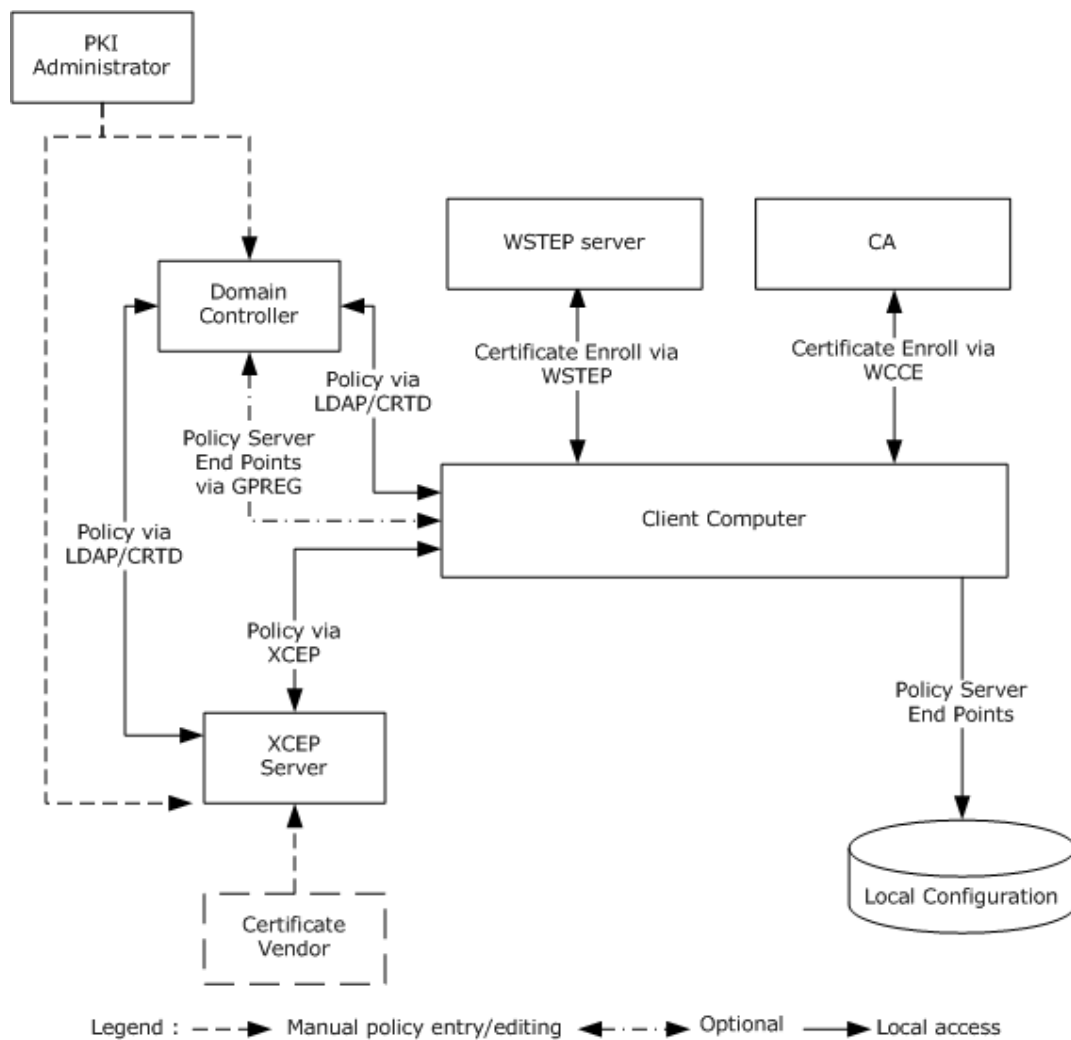 PKI
Administrator
WSTEP server
CA
Domain
Controller
Certificate Enroll via
WSTEP
Certificate Enroll via
WCCE
Policy via
LDAP/CRTD
Policy Server
End Points
via GPREG
Client Computer
Policy via
LDAP/CRTD
Policy via
XCEP
Policy Server
End Points
XCEP
Server
Local Configuration
Certificate
Vendor
Legend : Manual policy entry/editing Optional Local access